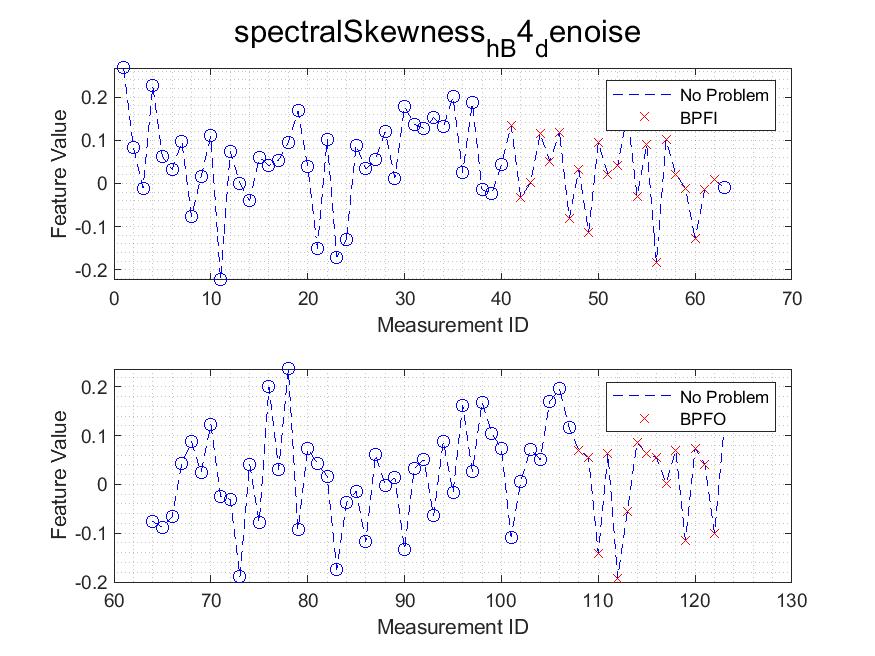 spectralSkewness_hB4_denoise
0.2
0.1
0
-0.1
-0.2
Feature Value
No Problem
BPFI
0 10 20 30 40 50 60 70
Measurement ID
0.2
0.1
0
-0.1
-0.2
Feature Value
No Problem
BPFO
60 70 80 90 100 110 120 130
Measurement ID